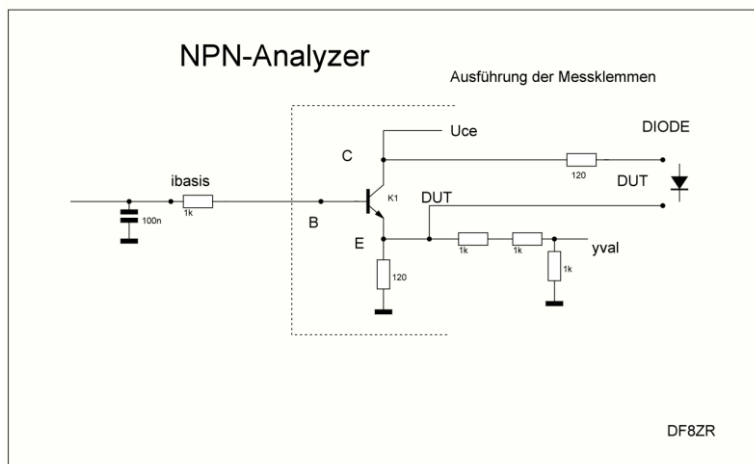 NPN-Analyzer
Ausführung der Messklemmen
Uce
DIODE
C
ibasis
120
DUT
K1
DUT
100n
1k
B
E
1k
1k
yval
120
1k
DF8ZR